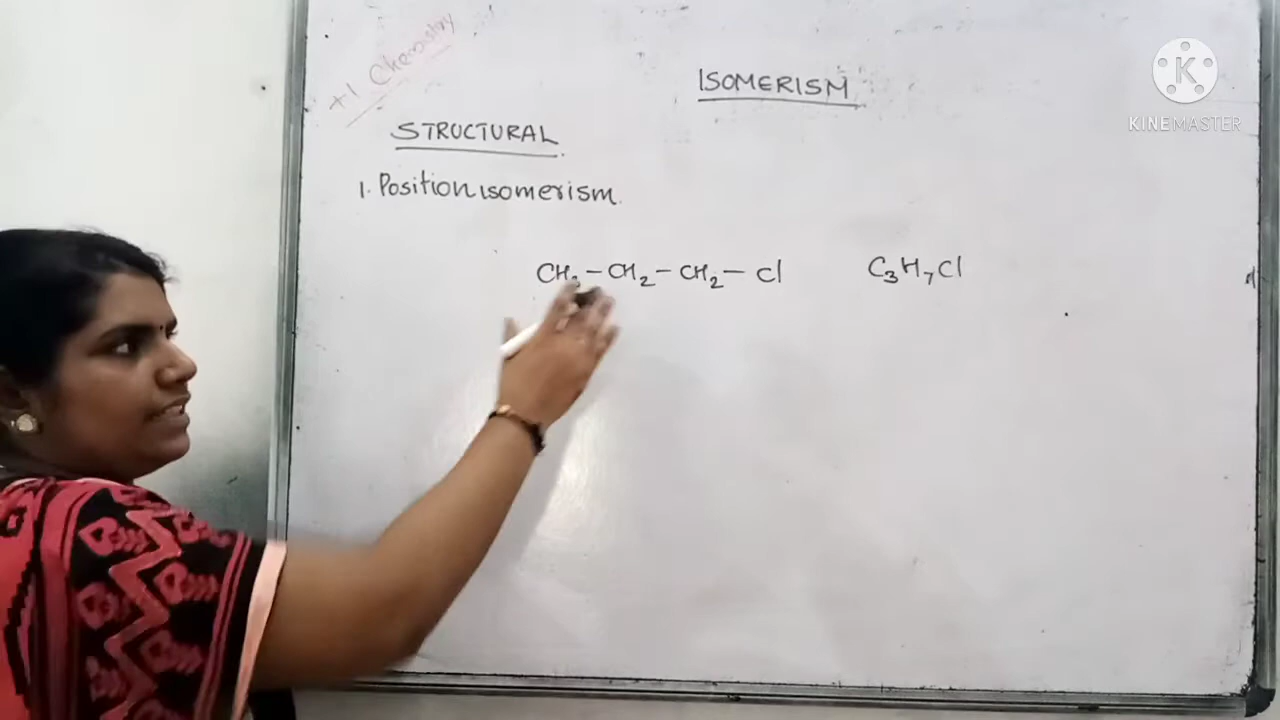 +1 Chemistry
ISOMERISM
KINEMASTER
STRUCTURAL
1. Position isomerism.
CH₃ – CH₂ – CH₂ – Cl C₃H₇Cl